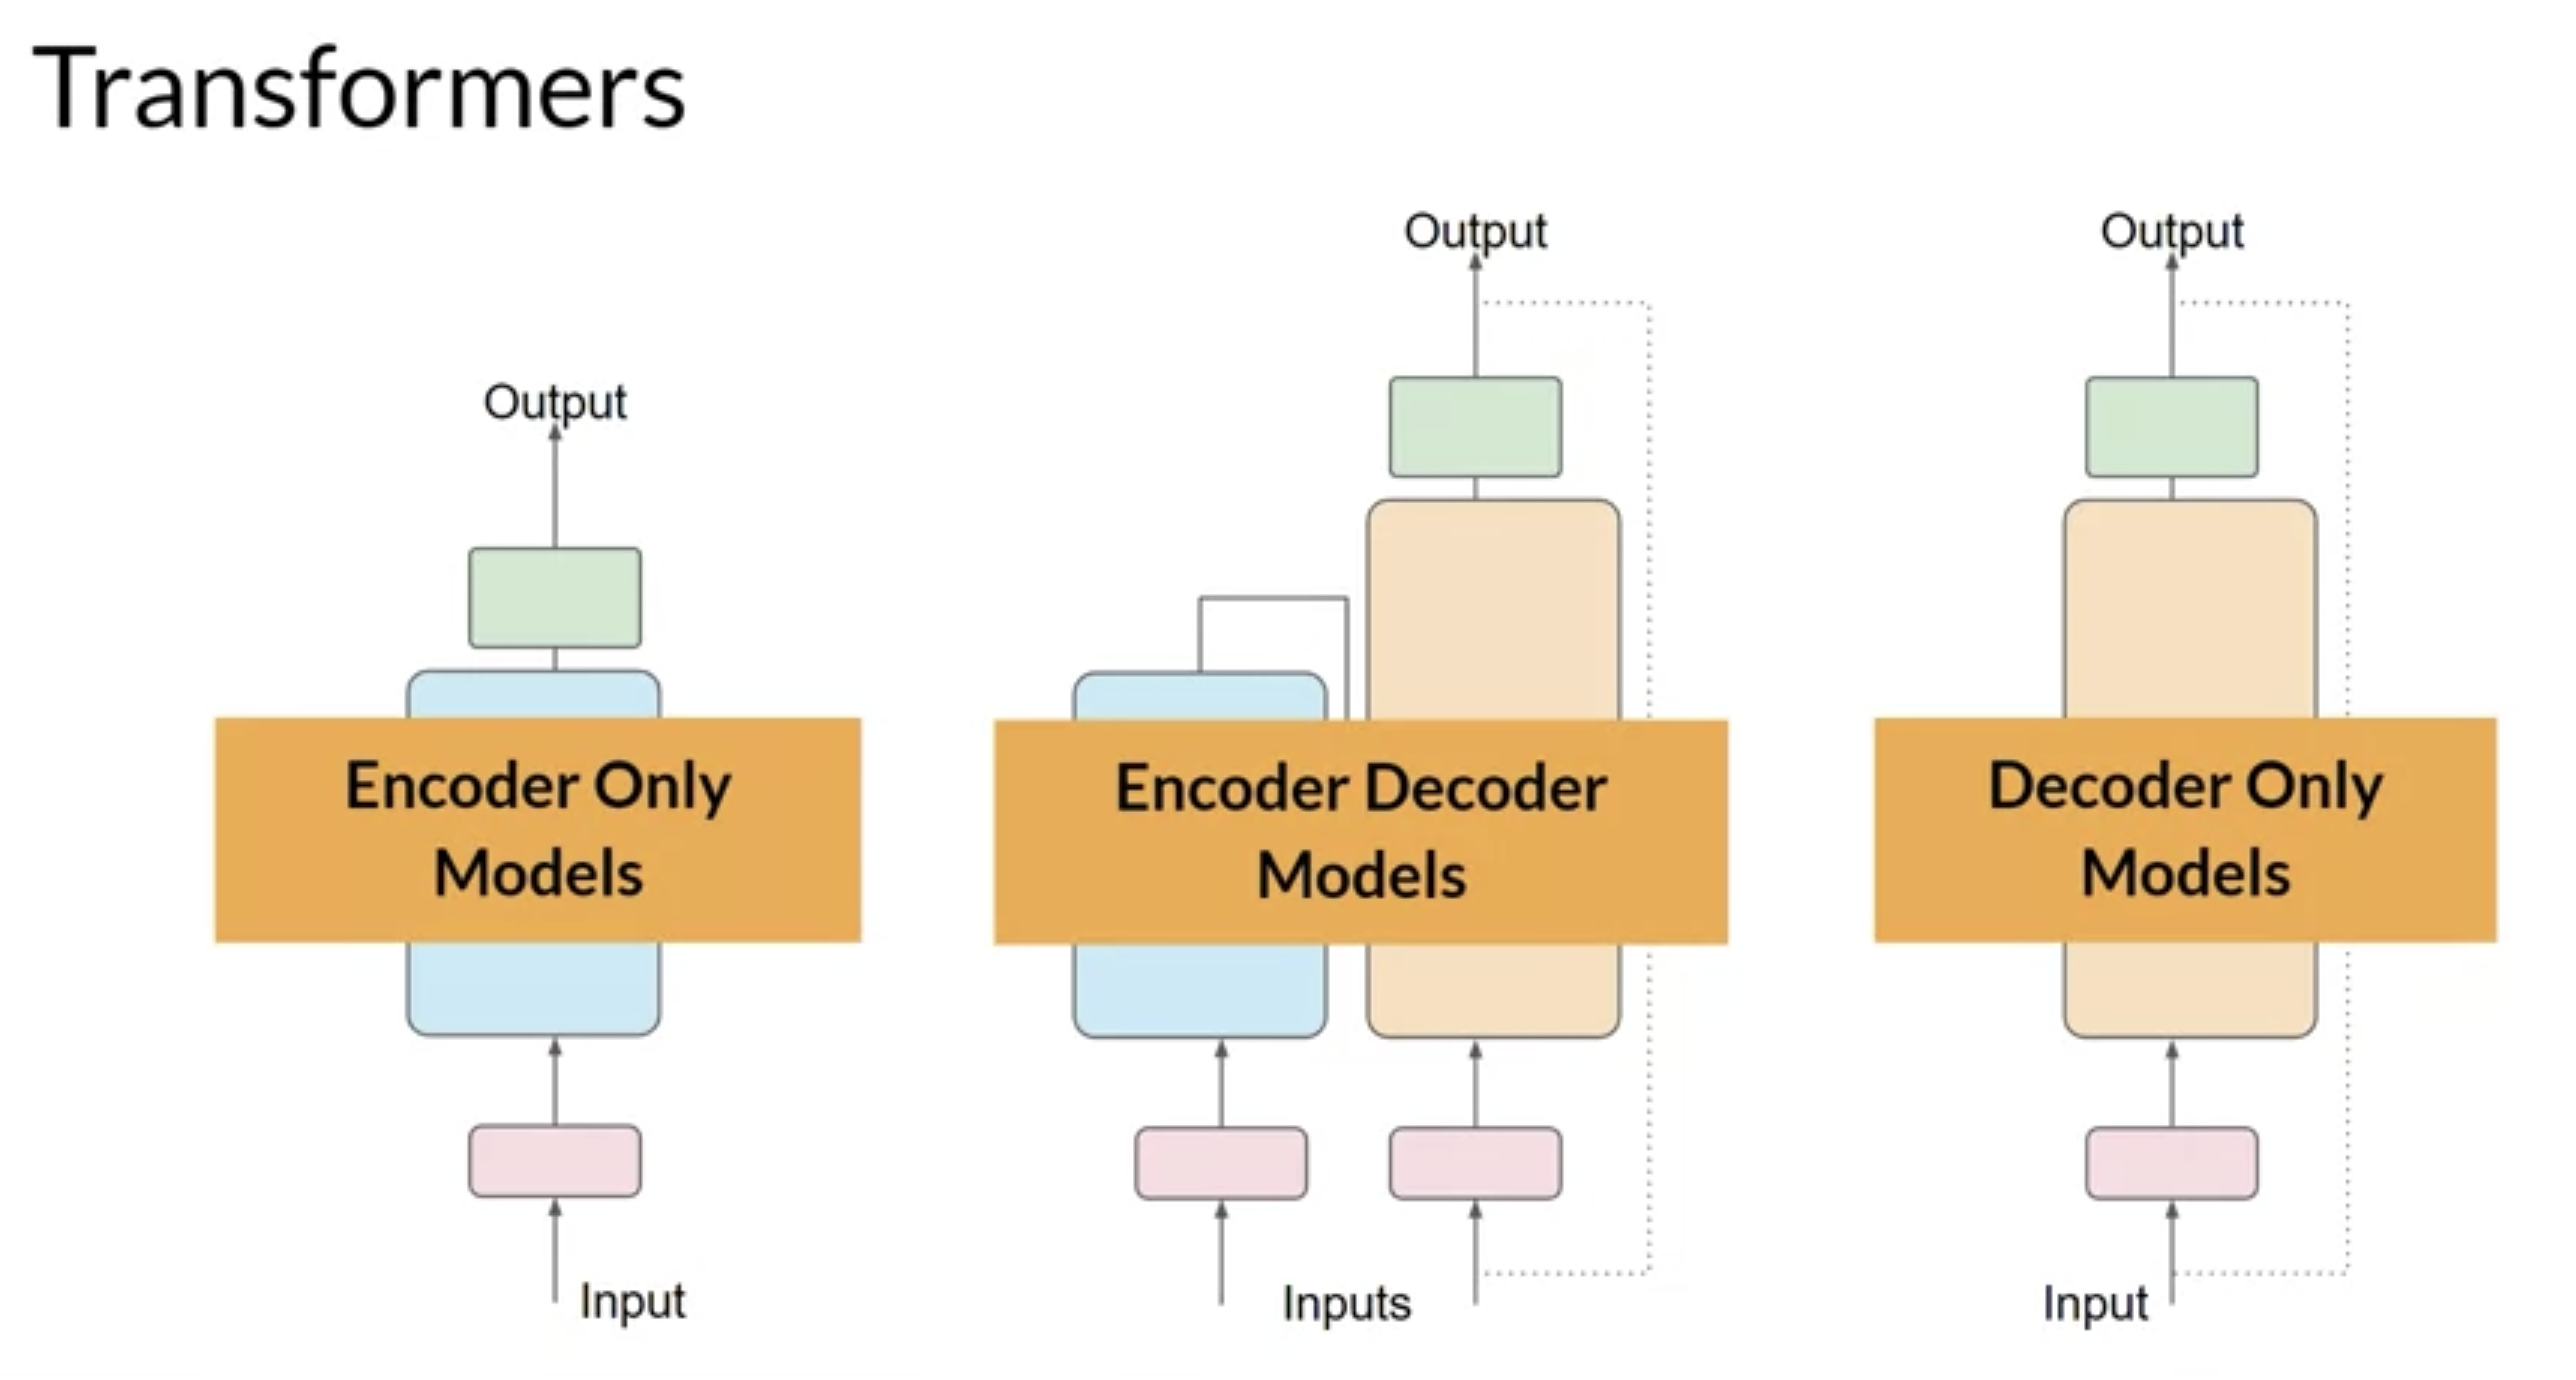 Transformers
Output
Encoder Only
Models
Input
Output
Encoder Decoder
Models
Inputs
Output
Decoder Only
Models
Input